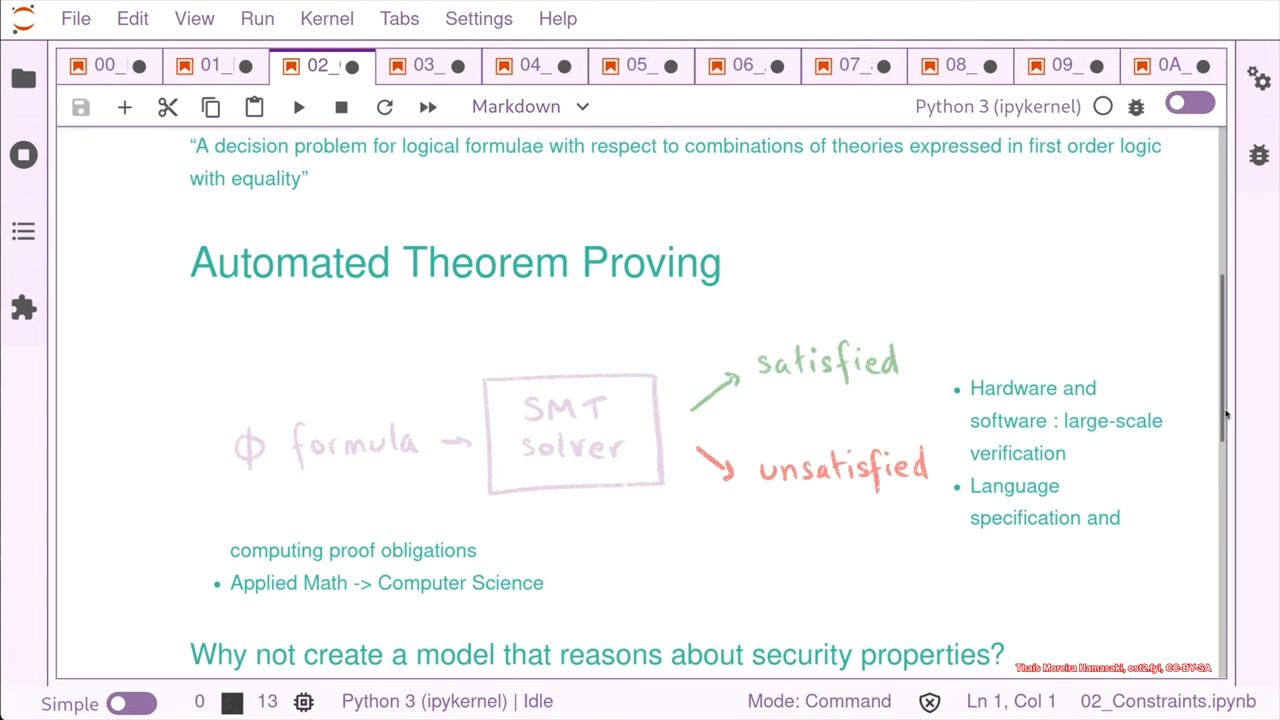 File Edit View Run Kernel Tabs Settings Help
00_ 01_ 02_ 03_ 04_ 05_ 06_ 07_ 08_ 09_ 0A_
Markdown Python 3 (ipykernel)
“A decision problem for logical formulae with respect to combinations of theories expressed in first order logic
with equality”
Automated Theorem Proving
satisfied
SMT
ϕ formula → solver
unsatisfied
• Hardware and
software : large-scale
verification
• Language
specification and
computing proof obligations
• Applied Math -> Computer Science
Why not create a model that reasons about security properties?
Thais Moreira Hamasaki, ost2.fyi, CC-BY-SA
Simple 0 13 Python 3 (ipykernel) | Idle Mode: Command Ln 1, Col 1 02_Constraints.ipynb